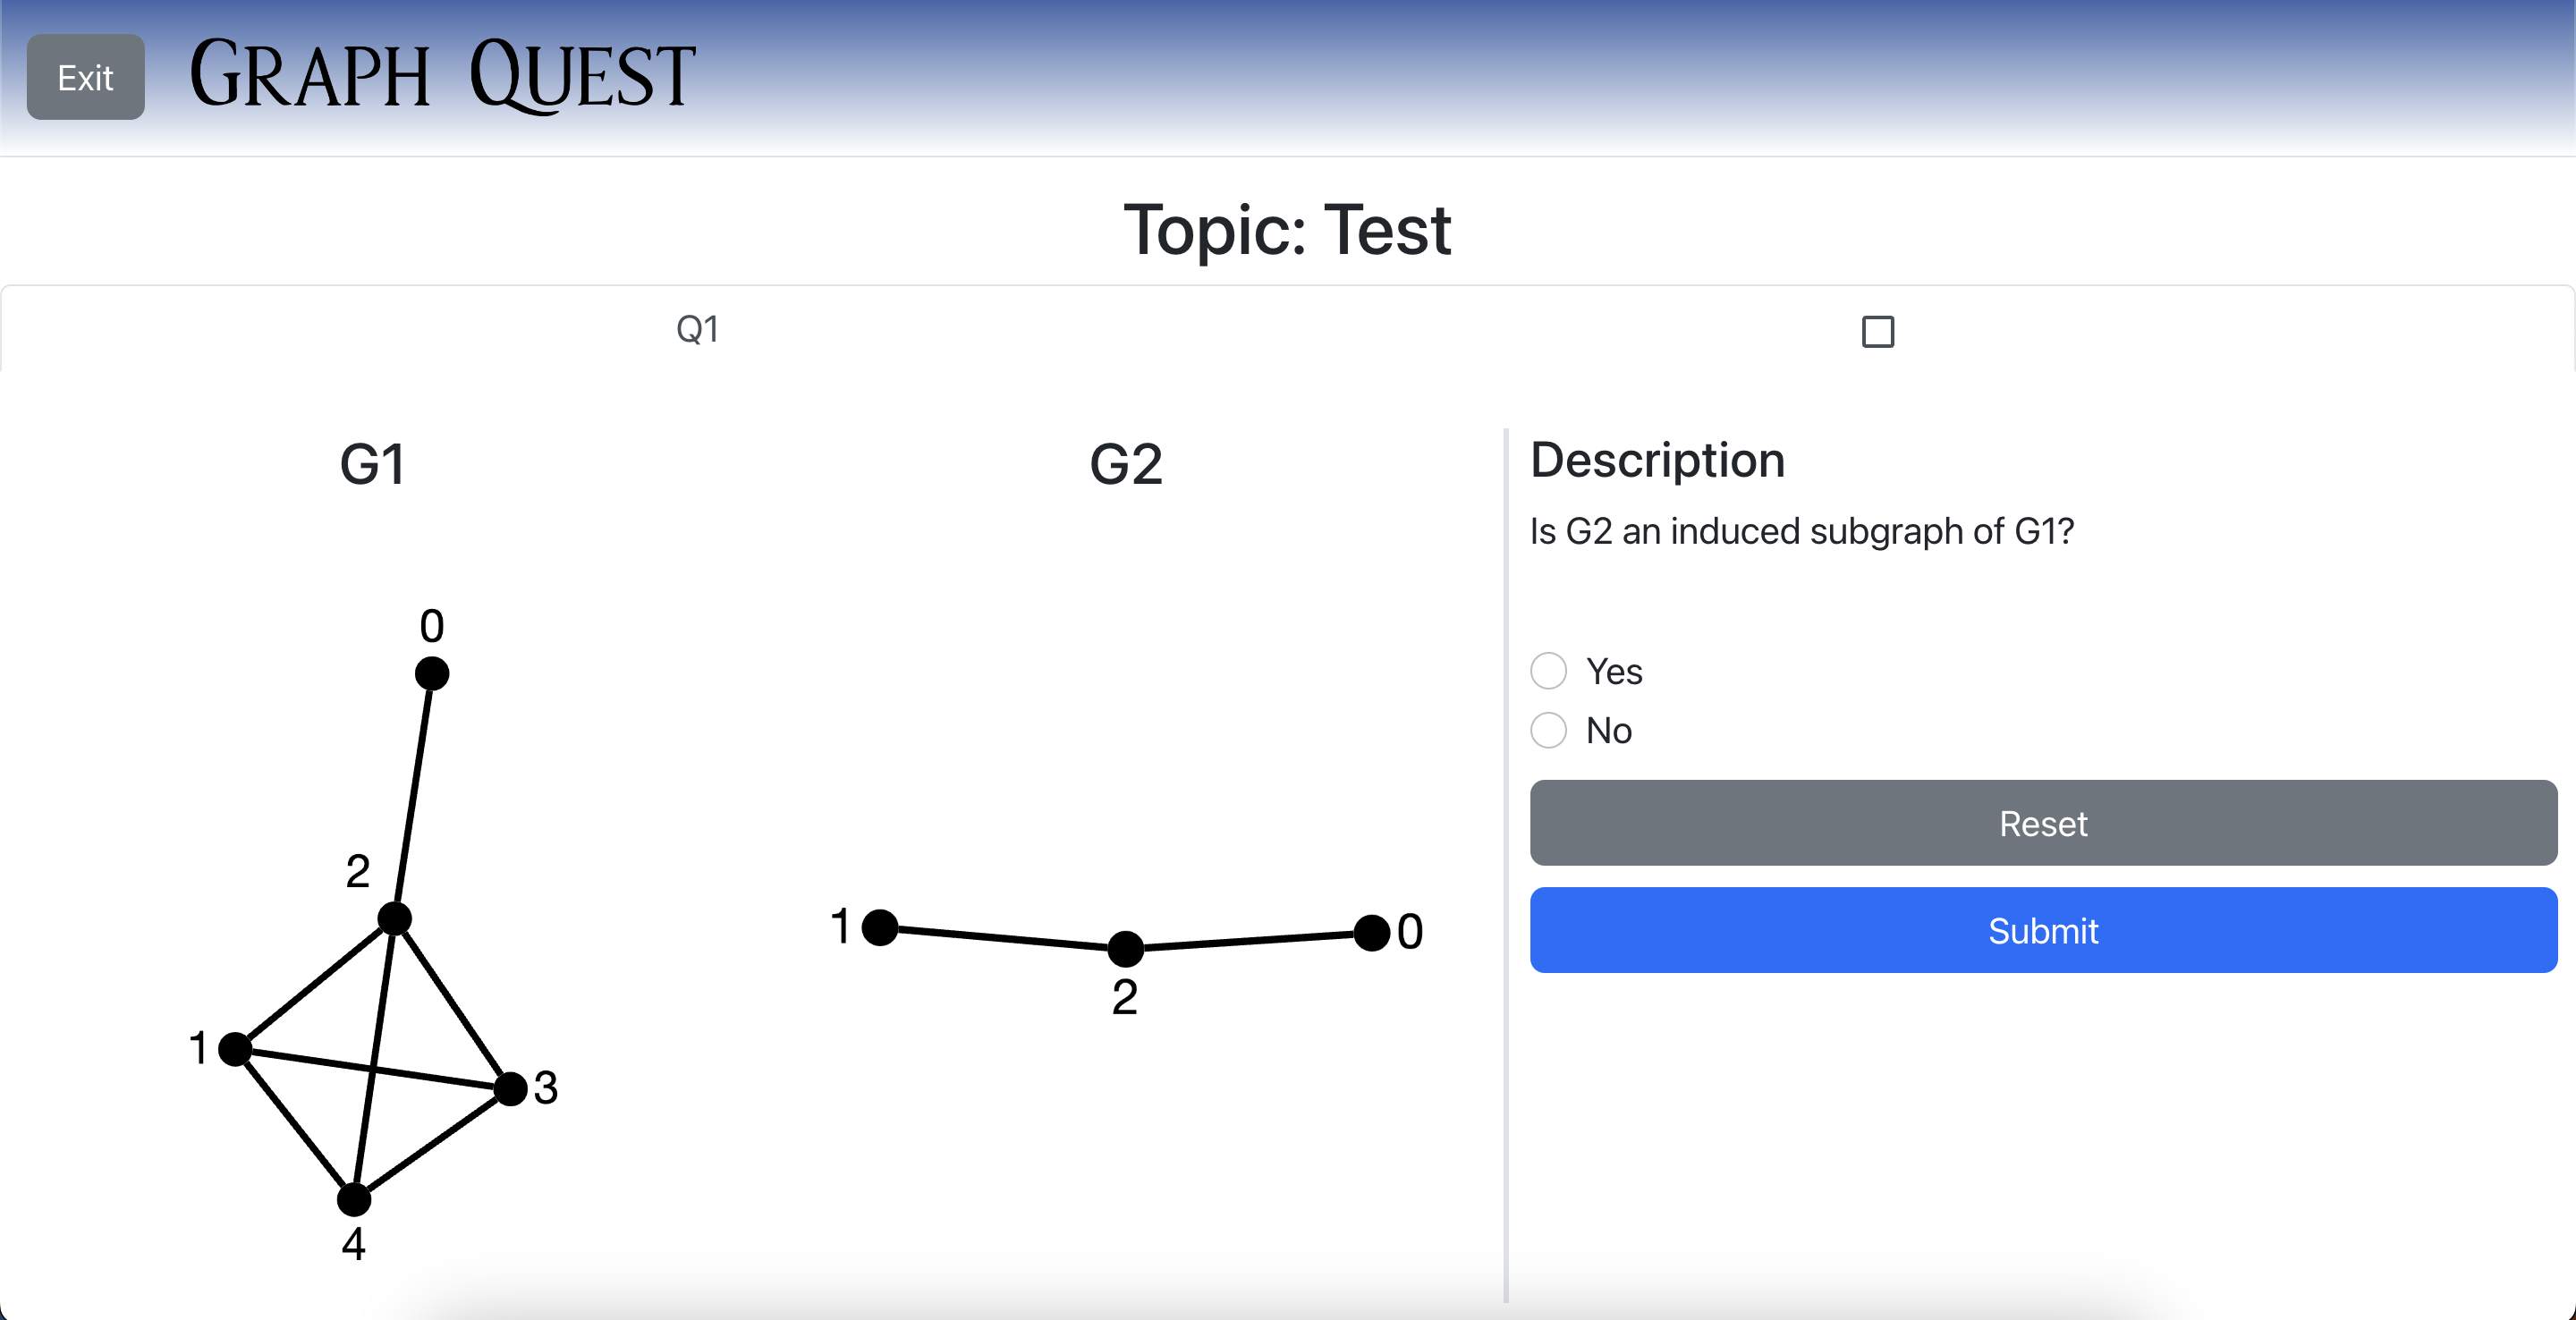 Exit
GRAPH QUEST
Topic: Test
Q1
G1
G2
Description
Is G2 an induced subgraph of G1?
Yes
No
Reset
Submit
0
2
1
3
4
1
2
0